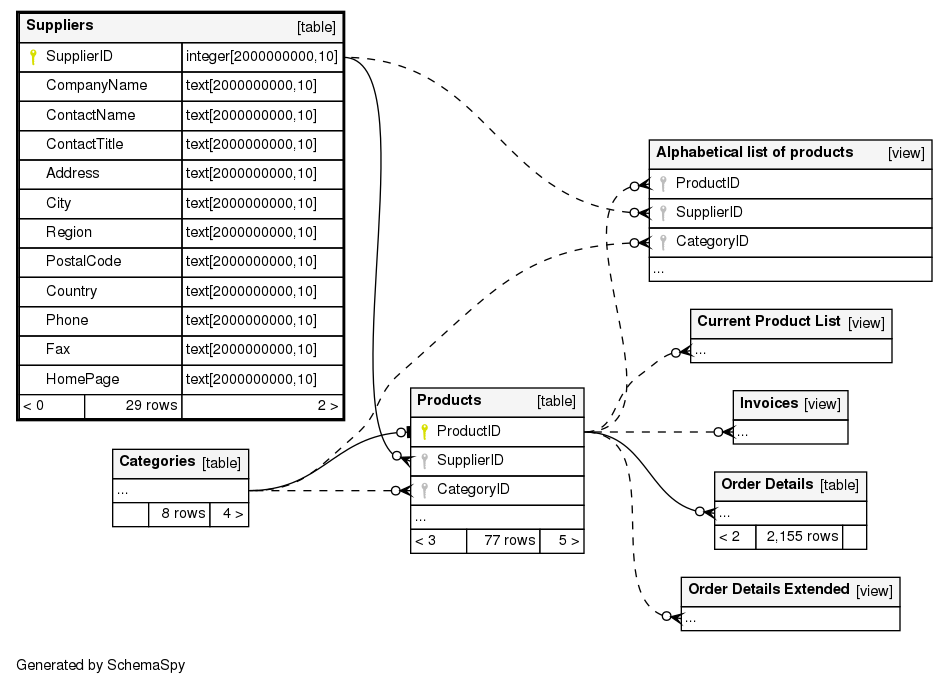 Suppliers [table]
SupplierID integer[2000000000,10]
CompanyName text[2000000000,10]
ContactName text[2000000000,10]
ContactTitle text[2000000000,10]
Address text[2000000000,10]
City text[2000000000,10]
Region text[2000000000,10]
PostalCode text[2000000000,10]
Country text[2000000000,10]
Phone text[2000000000,10]
Fax text[2000000000,10]
HomePage text[2000000000,10]
< 0 29 rows 2 >
Categories [table]
...
8 rows 4 >
Products [table]
ProductID
SupplierID
CategoryID
...
< 3 77 rows 5 >
Alphabetical list of products [view]
ProductID
SupplierID
CategoryID
...
Current Product List [view]
...
Invoices [view]
...
Order Details [table]
...
< 2 2,155 rows
Order Details Extended [view]
...
Generated by SchemaSpy